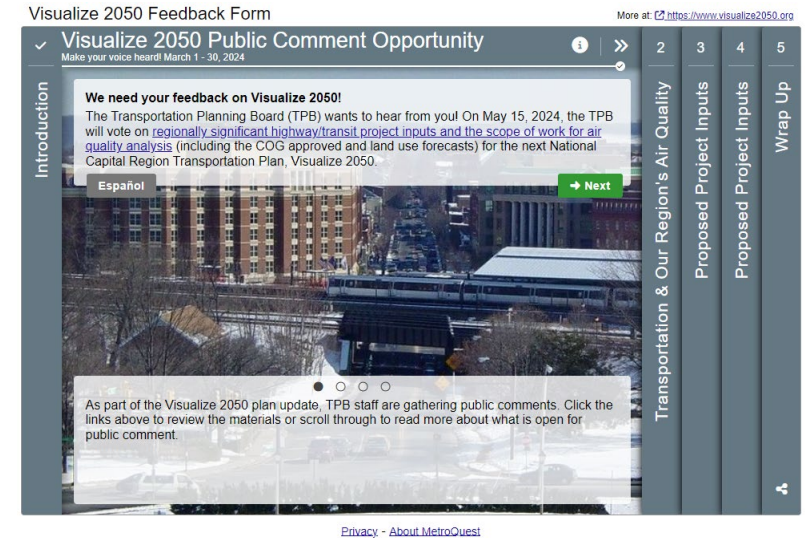 Visualize 2050 Feedback Form
More at: https://www.visualize2050.org
Visualize 2050 Public Comment Opportunity
Make your voice heard! March 1 - 30, 2024
Introduction
We need your feedback on Visualize 2050!
The Transportation Planning Board (TPB) wants to hear from you! On May 15, 2024, the TPB
will vote on regionally significant highway/transit project inputs and the scope of work for air
quality analysis (including the COG approved and land use forecasts) for the next National
Capital Region Transportation Plan, Visualize 2050.
Español
Next
As part of the Visualize 2050 plan update, TPB staff are gathering public comments. Click the
links above to review the materials or scroll through to read more about what is open for
public comment.
2
Transportation & Our Region's Air Quality
3
Proposed Project Inputs
4
Proposed Project Inputs
5
Wrap Up
Privacy - About MetroQuest